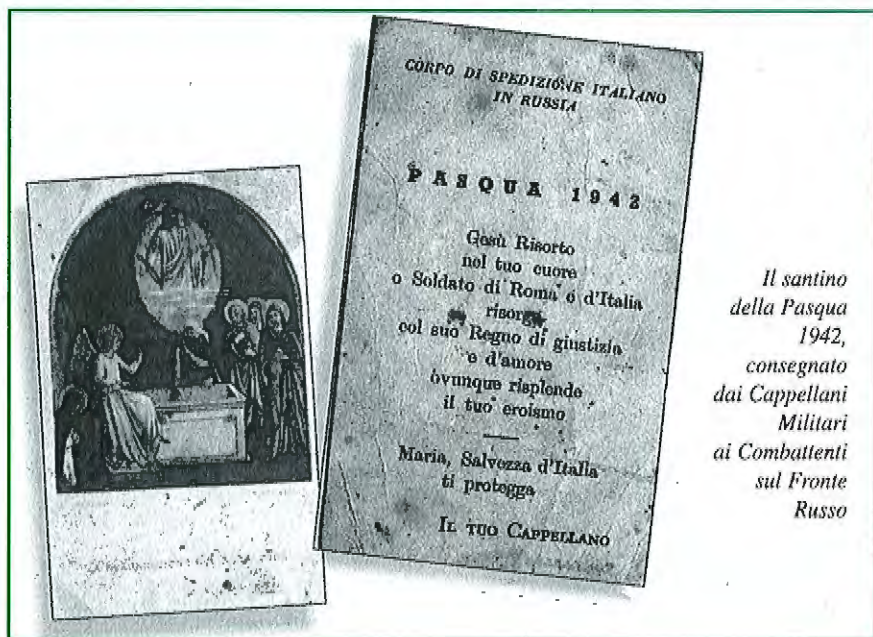 CORPO DI SPEDIZIONE ITALIANO
IN RUSSIA
PASQUA 1942
Gesù Risorto
nel tuo cuore
o Soldato di Roma e d'Italia
risorga
col suo Regno di giustizia
e d'amore
ovunque risplende
il tuo eroismo
Maria, Salvezza d'Italia
ti protegga
IL TUO CAPPELLANO
Il santino
della Pasqua
1942,
consegnato
dai Cappellani
Militari
ai Combattenti
sul Fronte
Russo